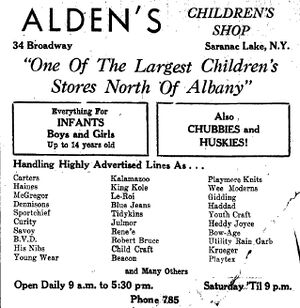 ALDEN'S CHILDREN'S SHOP
34 Broadway Saranac Lake, N.Y.
"One Of The Largest Children's
Stores North Of Albany"
Everything For
INFANTS
Boys and Girls
Up to 14 years old
Also
CHUBBIES and
HUSKIES!
Handling Highly Advertised Lines As . . .
Carters
Haines
McGregor
Dennisons
Sportchief
Curity
Savoy
B.V.D.
His Nibs
Young Wear
Kalamazoo
King Kole
Le-Roi
Blue Jeans
Tidykins
Julmor
Rene'e
Robert Bruce
Child Craft
Beacon
Playmore Knits
Wee Moderns
Gidding
Haddad
Youth Craft
Heddy Joyce
Bow-Age
Utility Rain Garb
Krueger
Playtex
and Many Others
Open Daily 9 a.m. to 5:30 pm. Saturday 'Til 9 p.m.
Phone 785